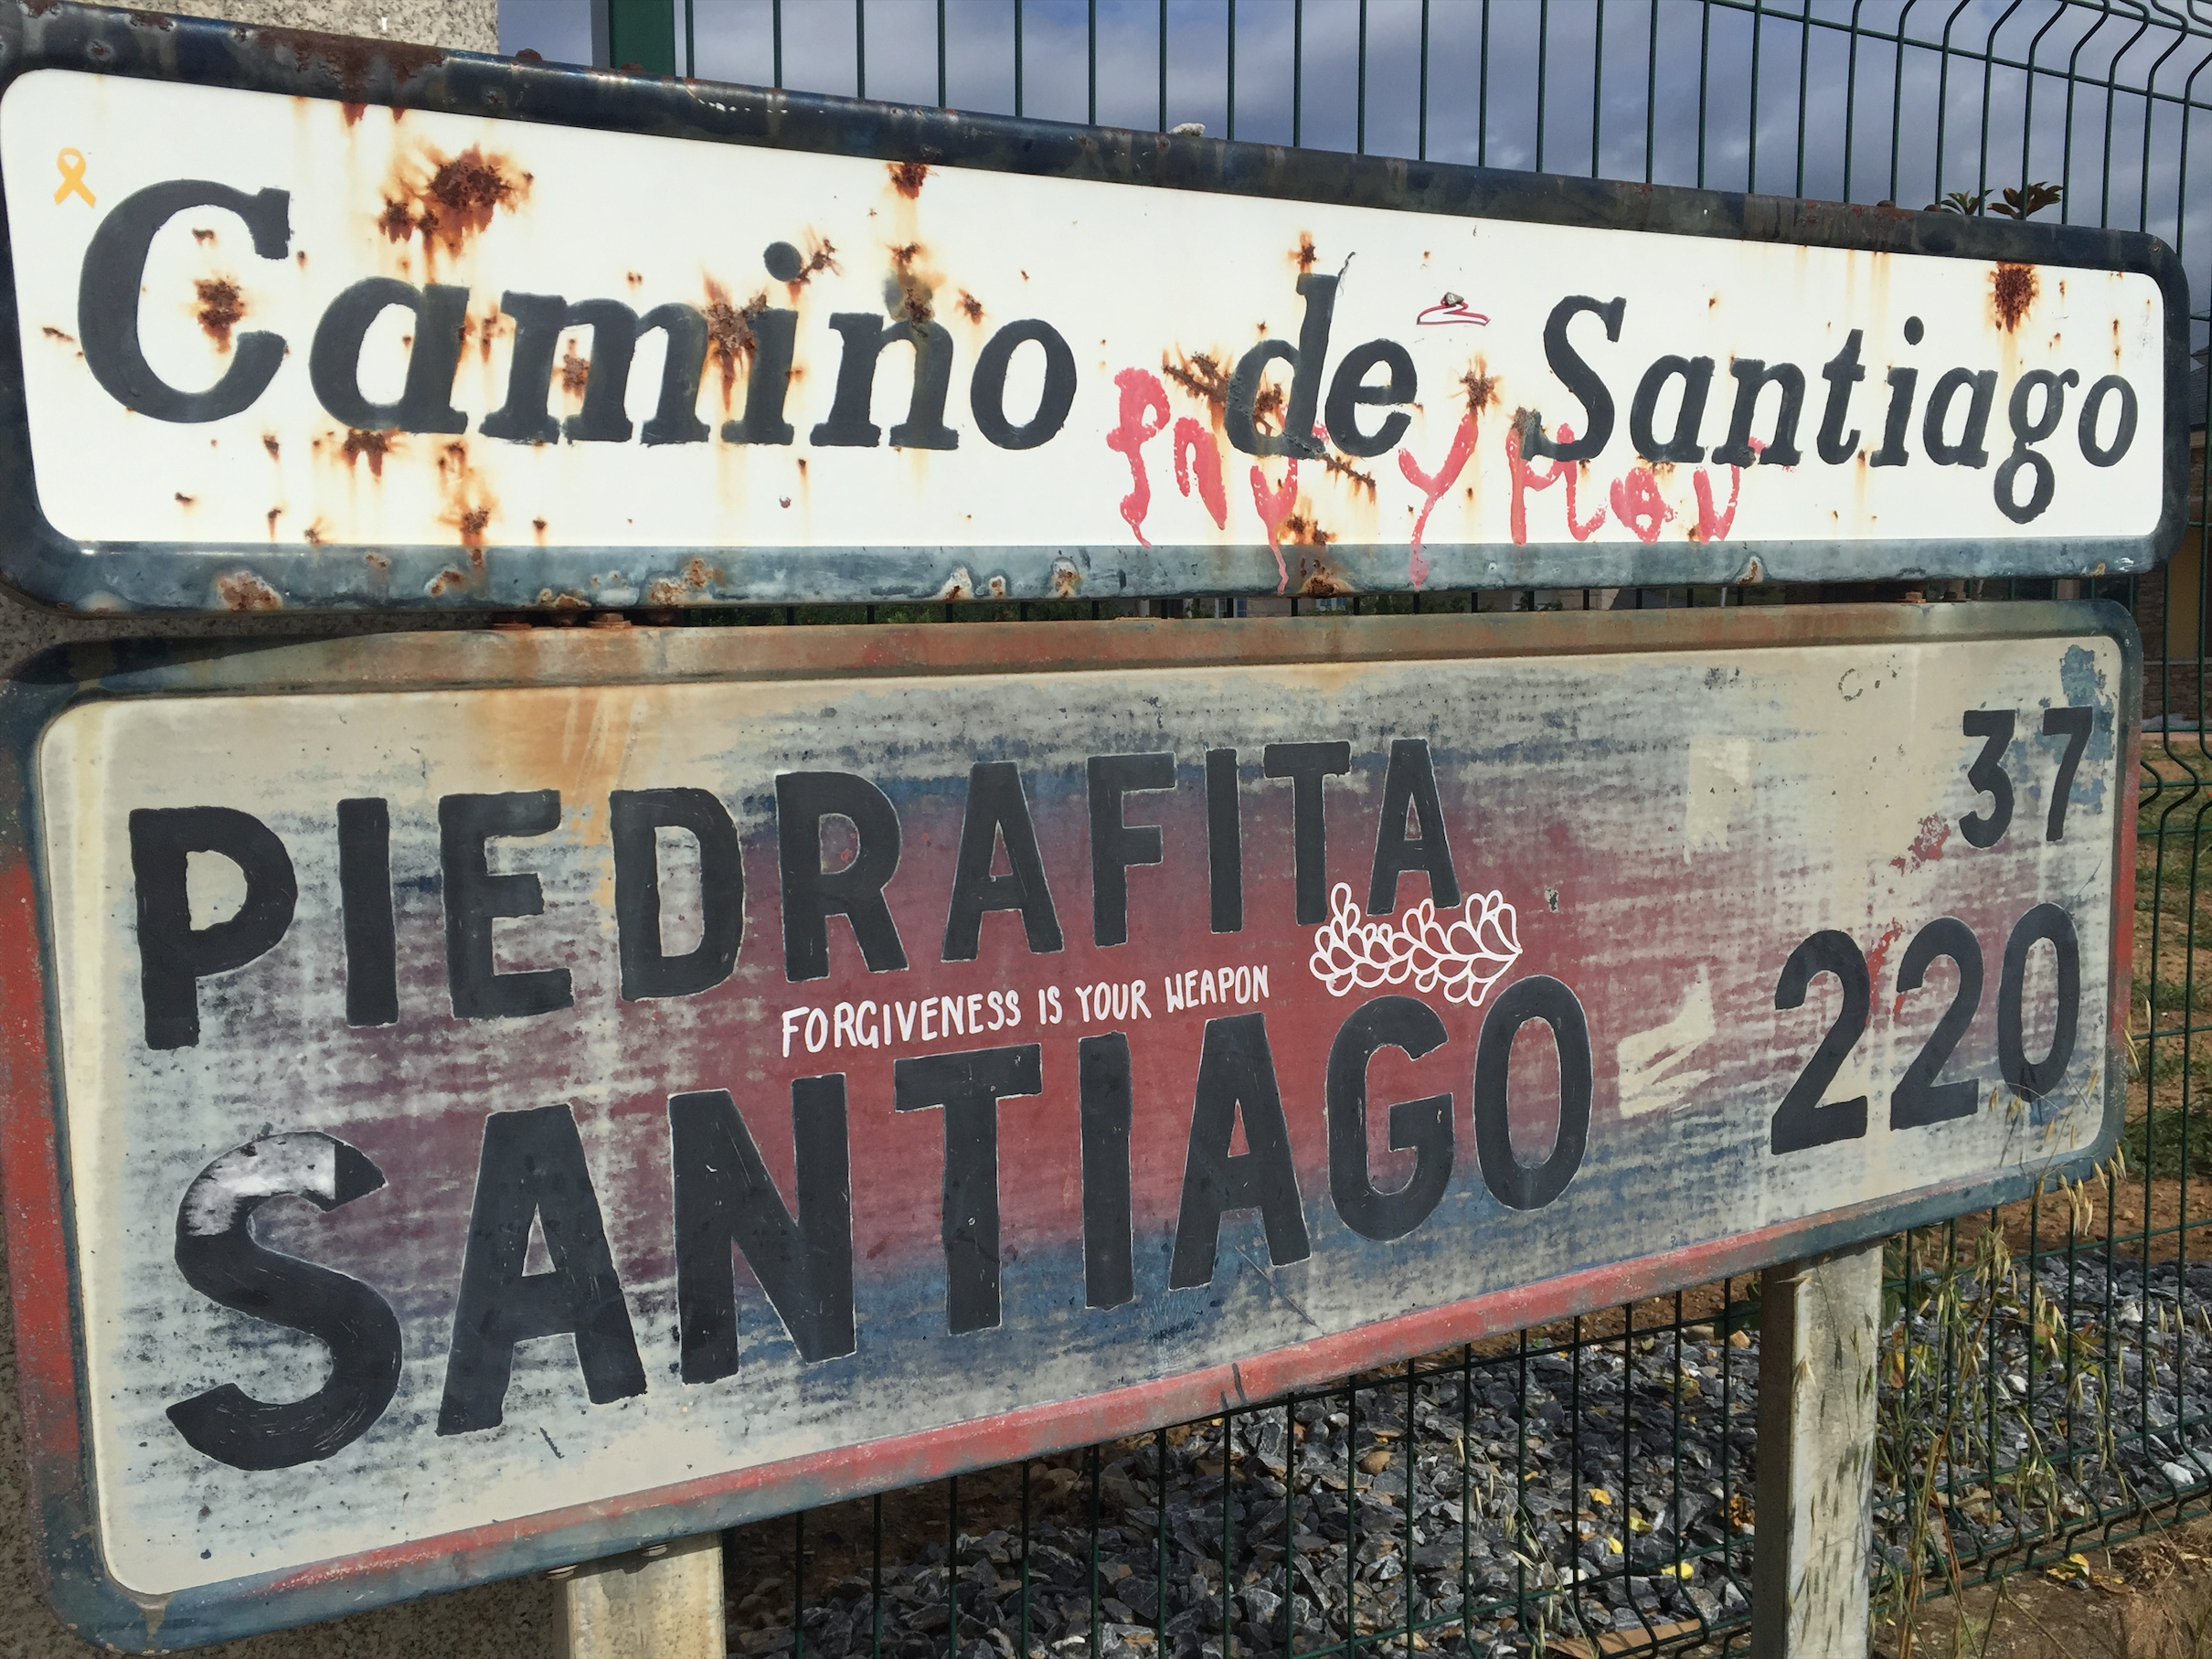 Camino de Santiago
PIEDRAFITA 37
FORGIVENESS IS YOUR WEAPON
SANTIAGO 220